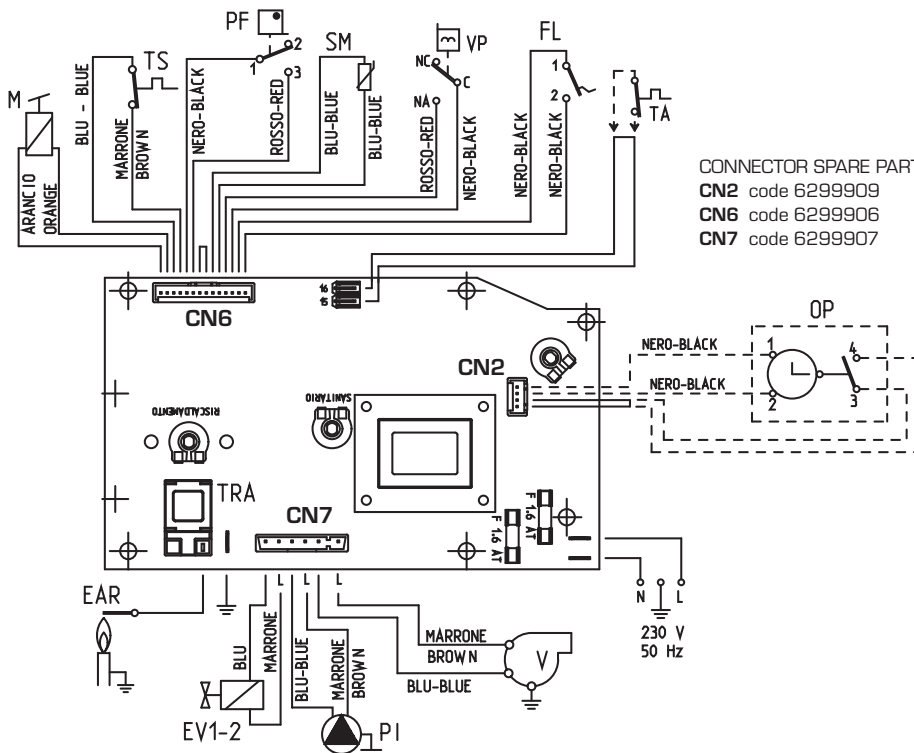 PF
2
1
3
TS
SM
VP
NC
C
NA
FL
1
2
TA
M
ARANCIO
ORANGE
BLU - BLUE
MARRONE
BROWN
NERO-BLACK
ROSSO-RED
BLU-BLUE
BLU-BLUE
ROSSO-RED
NERO-BLACK
NERO-BLACK
NERO-BLACK
CONNECTOR SPARE PART
CN2 code 6299909
CN6 code 6299906
CN7 code 6299907
CN6
16
15
OP
NERO-BLACK
1
4
NERO-BLACK
2
3
CN2
RISCALDAMENTO
SANITARIO
TRA
CN7
F 1.6 AT
F 1.6 AT
EAR
L
L
L
N
L
230 V
50 Hz
BLU
MARRONE
BLU-BLUE
MARRONE
BROWN
MARRONE
BROWN
BLU-BLUE
V
EV1-2
PI